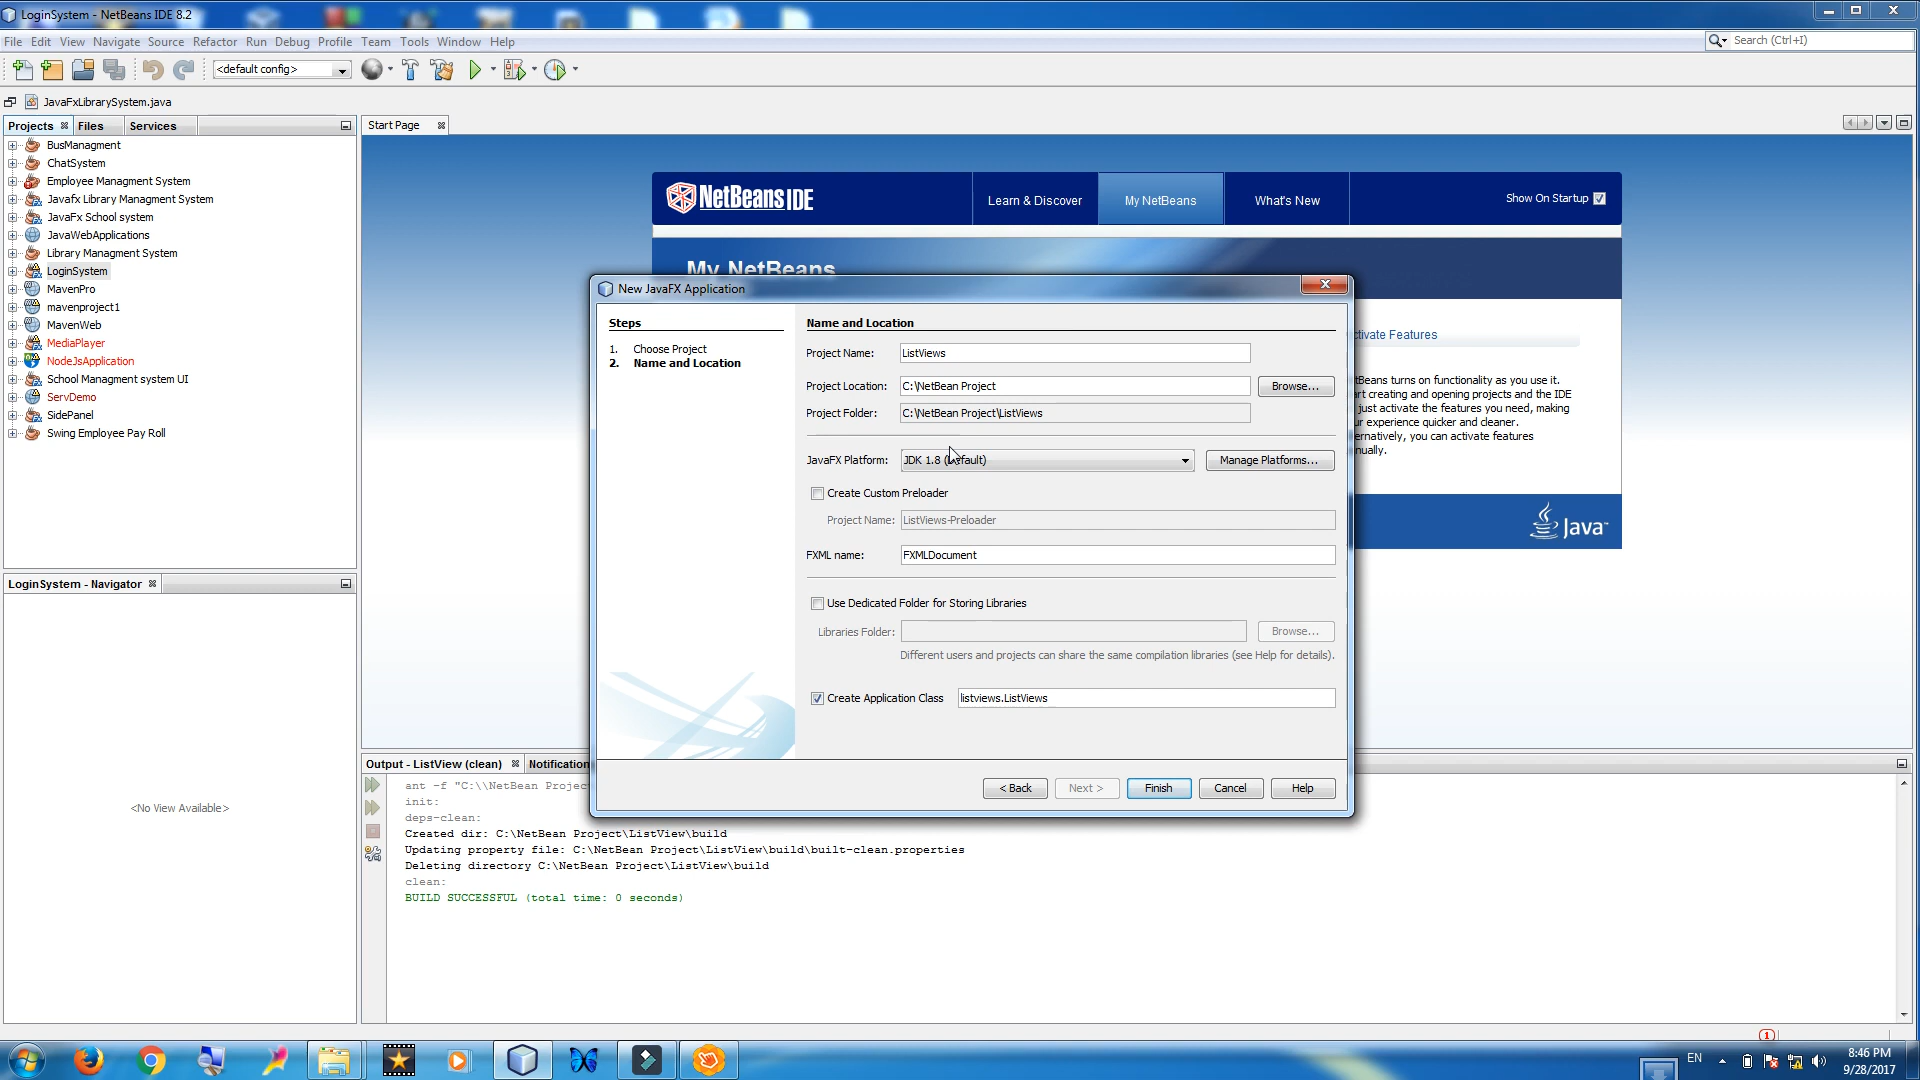 LoginSystem - NetBeans IDE 8.2
File Edit View Navigate Source Refactor Run Debug Profile Team Tools Window Help
Search (Ctrl+I)
<default config>
JavaFxLibrarySystem.java
Projects Files Services
Start Page
BusManagment
ChatSystem
Employee Managment System
Javafx Library Managment System
JavaFx School system
JavaWebApplications
Library Managment System
LoginSystem
MavenPro
mavenproject1
MavenWeb
MediaPlayer
NodeJsApplication
School Managment system UI
ServDemo
SidePanel
Swing Employee Pay Roll
NetBeans IDE
Learn & Discover
My NetBeans
What's New
Show On Startup
My NetBeans
New JavaFX Application
Steps
1. Choose Project
2. Name and Location
Name and Location
Project Name: ListViews
Project Location: C:\NetBean Project
Browse...
Project Folder: C:\NetBean Project\ListViews
JavaFX Platform: JDK 1.8 (Default)
Manage Platforms...
Create Custom Preloader
Project Name: ListViews-Preloader
FXML name: FXMLDocument
Use Dedicated Folder for Storing Libraries
Libraries Folder:
Browse...
Different users and projects can share the same compilation libraries (see Help for details).
Create Application Class listviews.ListViews
< Back Next > Finish Cancel Help
Features
turns on functionality as you use it.
creating and opening projects and the IDE
just activate the features you need, making
experience quicker and cleaner.
you can activate features
Java
LoginSystem - Navigator
<No View Available>
Output - ListView (clean)
ant -f "C:\\NetBean
init:
deps-clean:
Created dir: C:\NetBean Project\ListView\build
Updating property file: C:\NetBean Project\ListView\build\built-clean.properties
Deleting directory C:\NetBean Project\ListView\build
clean:
BUILD SUCCESSFUL (total time: 0 seconds)
1
EN
8:46 PM
9/28/2017